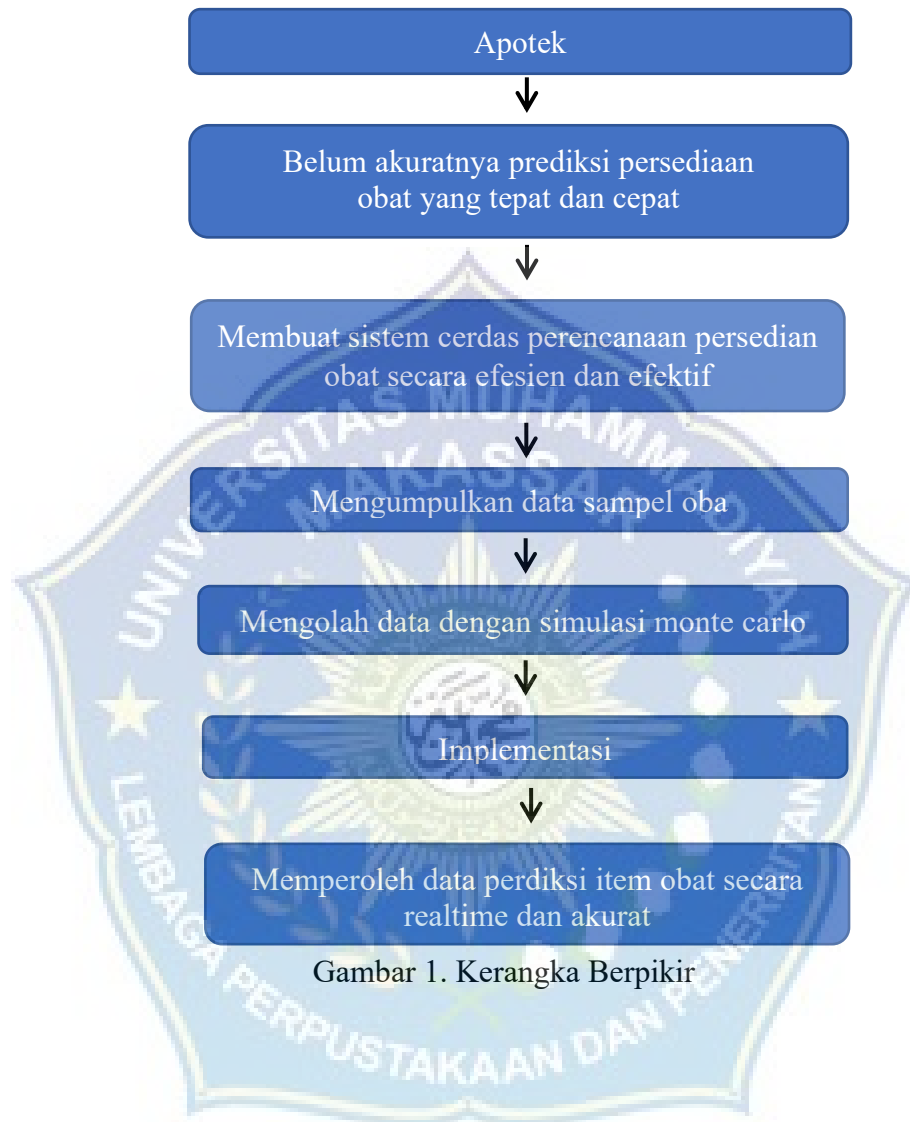 Apotek
Belum akuratnya prediksi persediaan
obat yang tepat dan cepat
Membuat sistem cerdas perencanaan persedian
obat secara efesien dan efektif
UNIVERSITAS MUHAMMADIYAH
MAKASSAR
Mengumpulkan data sampel oba
Mengolah data dengan simulasi monte carlo
Implementasi
Memperoleh data perdiksi item obat secara
realtime dan akurat
Gambar 1. Kerangka Berpikir
LEMBAGA PERPUSTAKAAN DAN PENERBITAN